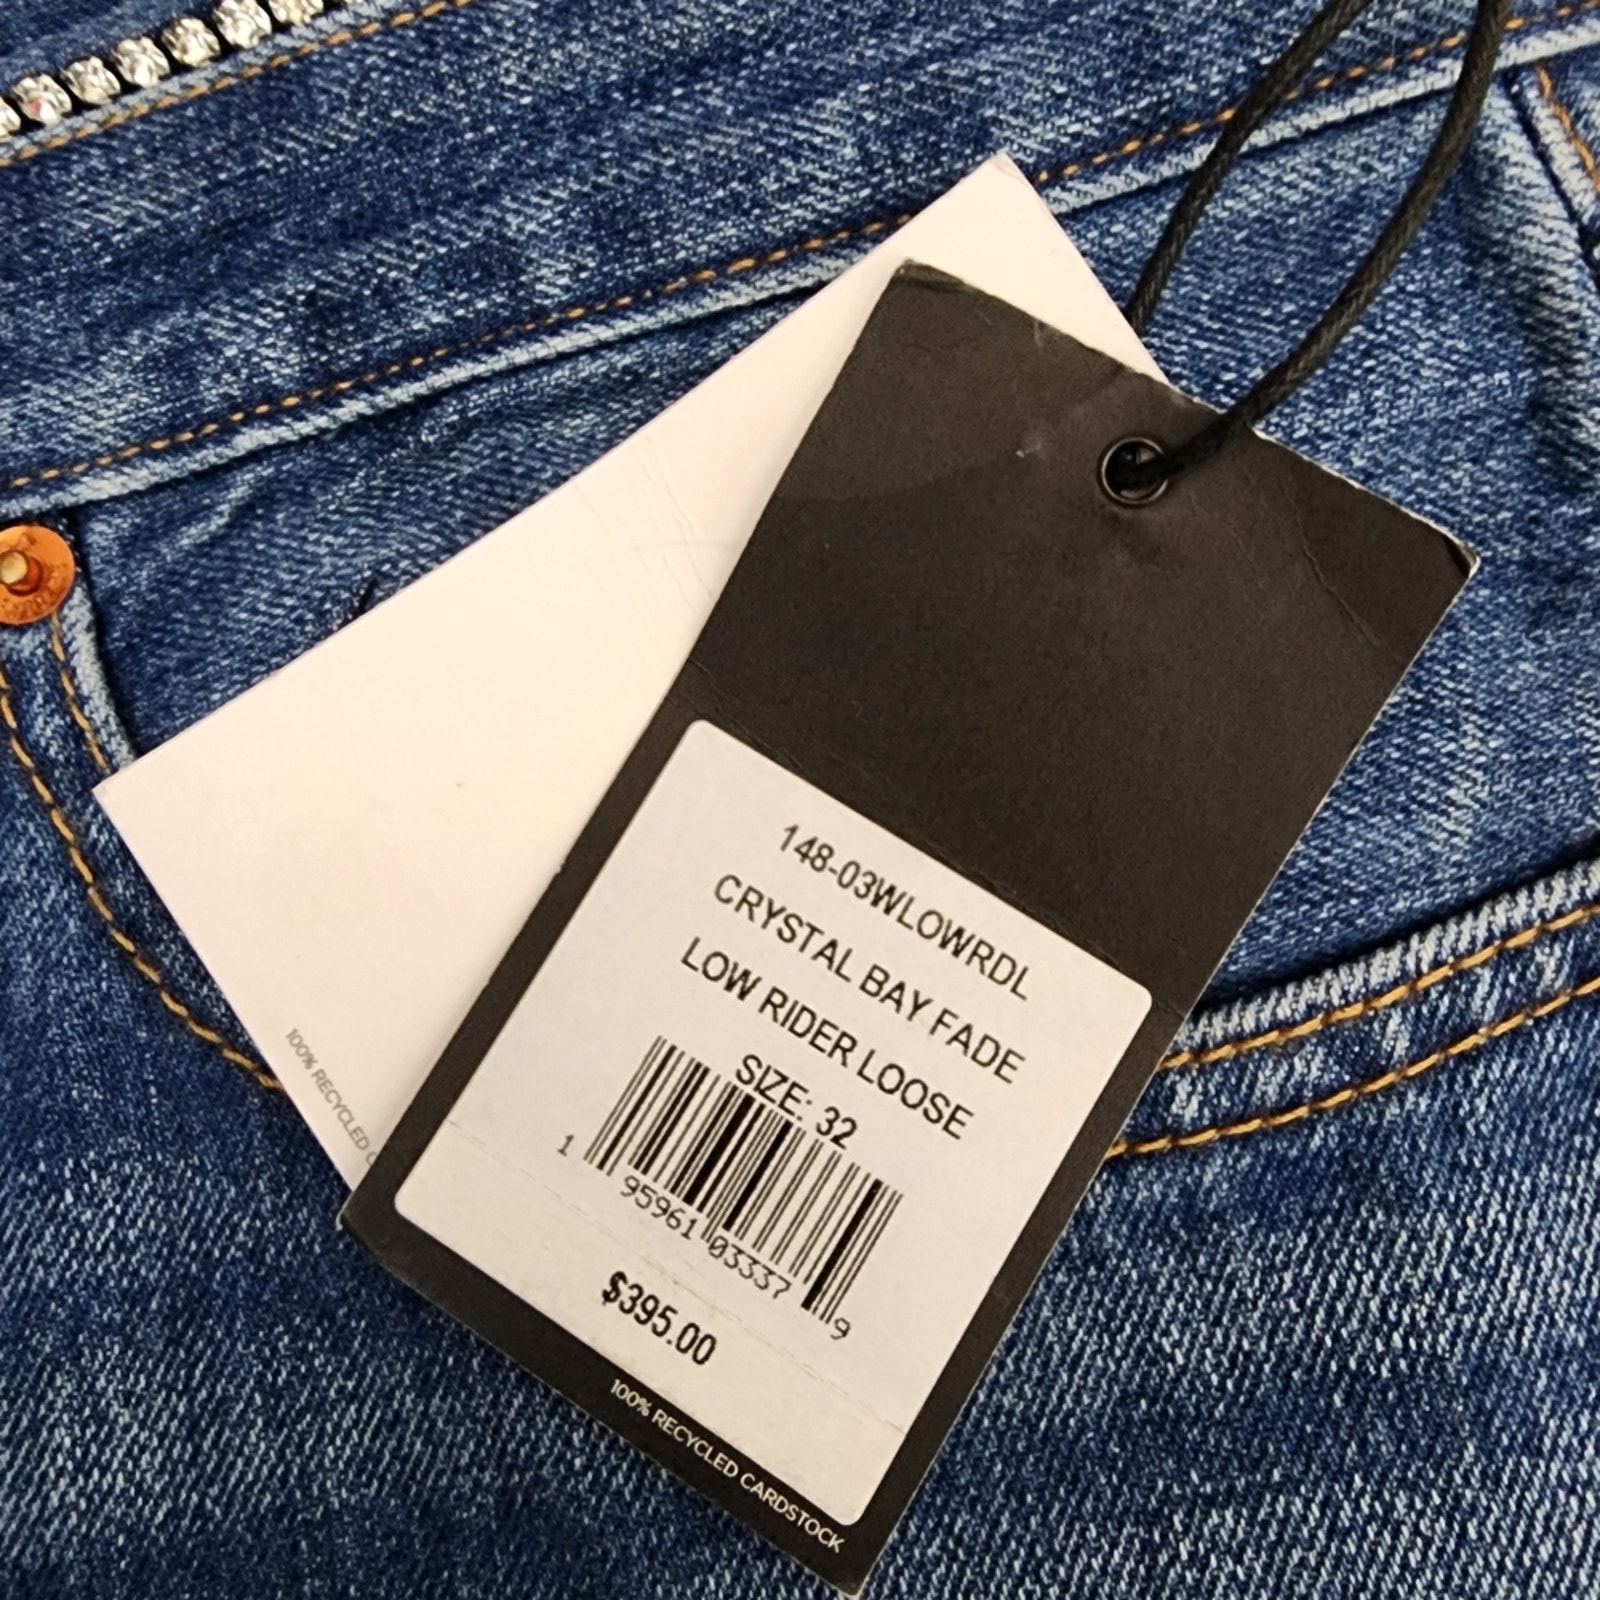 148-03WLOWRDL
CRYSTAL BAY FADE
LOW RIDER LOOSE
SIZE: 32
1 95961 03337 9
$395.00
100% RECYCLED CARDSTOCK
100% RECYCLED